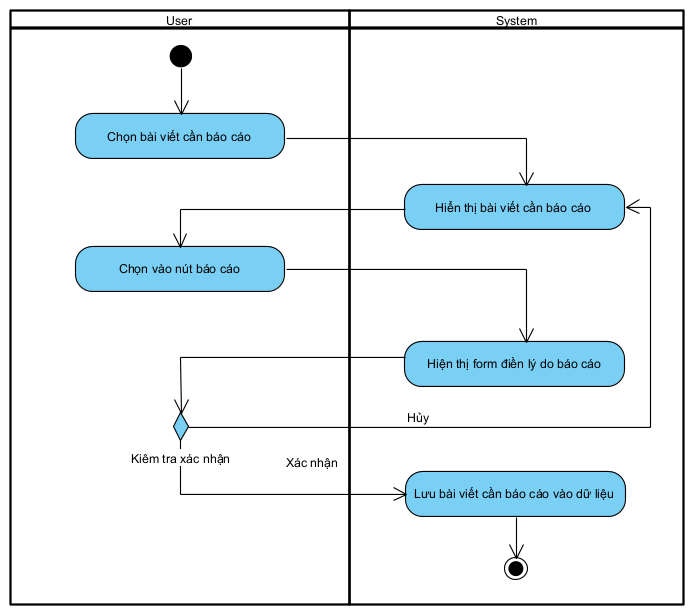 User
System
Chọn bài viết cần báo cáo
Hiển thị bài viết cần báo cáo
Chọn vào nút báo cáo
Hiện thị form điền lý do báo cáo
Hủy
Kiêm tra xác nhận
Xác nhận
Lưu bài viết cần báo cáo vào dữ liệu